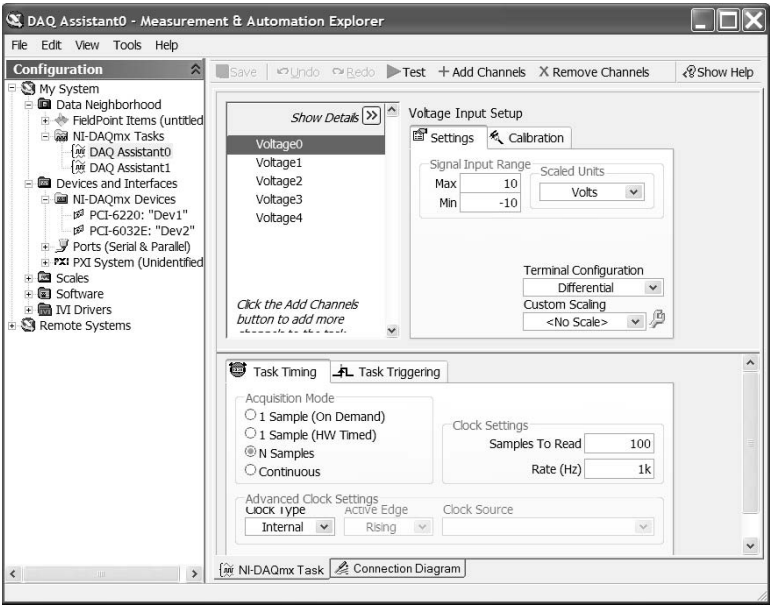 DAQ Assistant0 - Measurement & Automation Explorer
File Edit View Tools Help
Configuration
Save Undo Redo Test Add Channels X Remove Channels Show Help
My System
Data Neighborhood
FieldPoint Items (untitled
NI-DAQmx Tasks
DAQ Assistant0
DAQ Assistant1
Devices and Interfaces
NI-DAQmx Devices
PCI-6220: "Dev1"
PCI-6032E: "Dev2"
Ports (Serial & Parallel)
PXI PXI System (Unidentified
Scales
Software
IVI Drivers
Remote Systems
Show Details
Voltage0
Voltage1
Voltage2
Voltage3
Voltage4
Click the Add Channels
button to add more
channels to the task.
Voltage Input Setup
Settings Calibration
Signal Input Range
Max 10
Min -10
Scaled Units
Volts
Terminal Configuration
Differential
Custom Scaling
<No Scale>
Task Timing Task Triggering
Acquisition Mode
1 Sample (On Demand)
1 Sample (HW Timed)
N Samples
Continuous
Clock Settings
Samples To Read 100
Rate (Hz) 1k
Advanced Clock Settings
Clock Type Active Edge Clock Source
Internal Rising
NI-DAQmx Task Connection Diagram